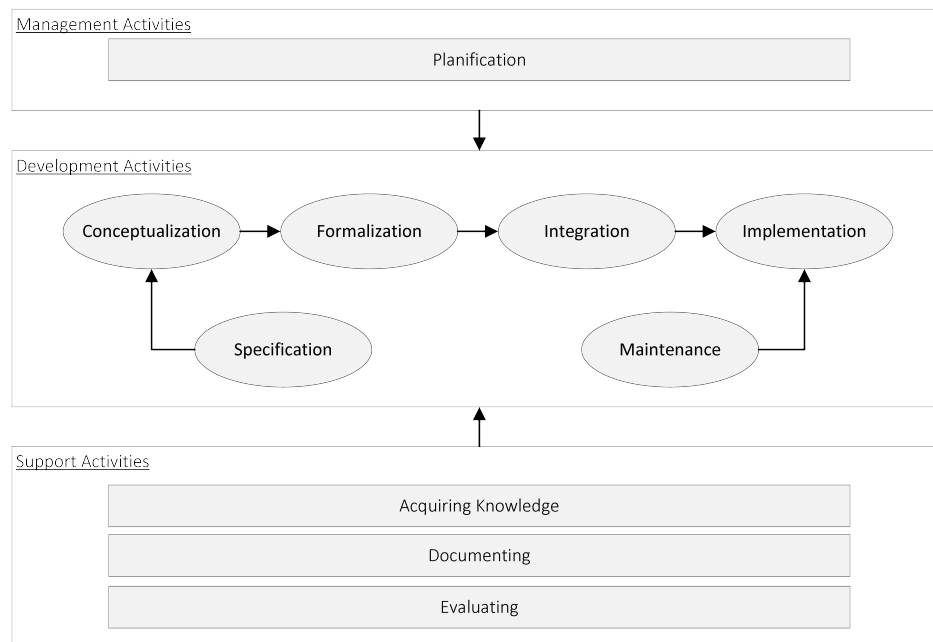 Management Activities
Planification
Development Activities
Conceptualization
Formalization
Integration
Implementation
Specification
Maintenance
Support Activities
Acquiring Knowledge
Documenting
Evaluating